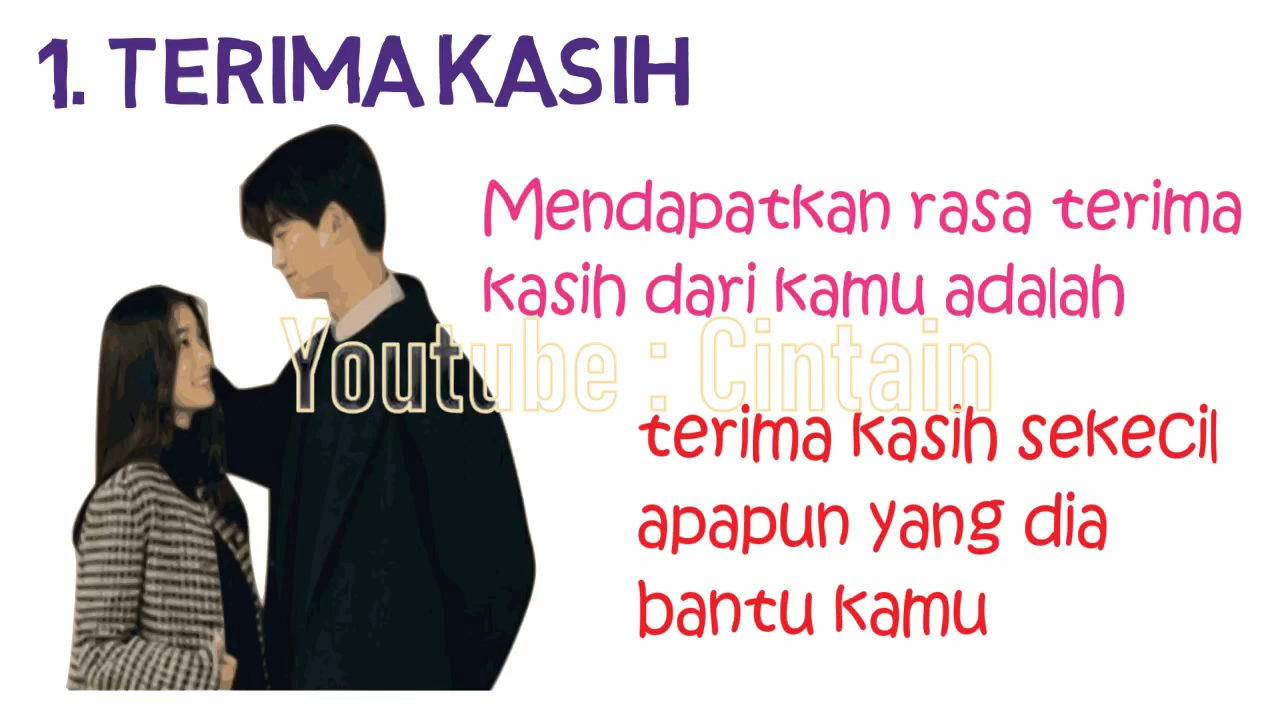 1. TERIMA KASIH
Mendapatkan rasa terima
kasih dari kamu adalah
Youtube : Cintain
terima kasih sekecil
apapun yang dia
bantu kamu